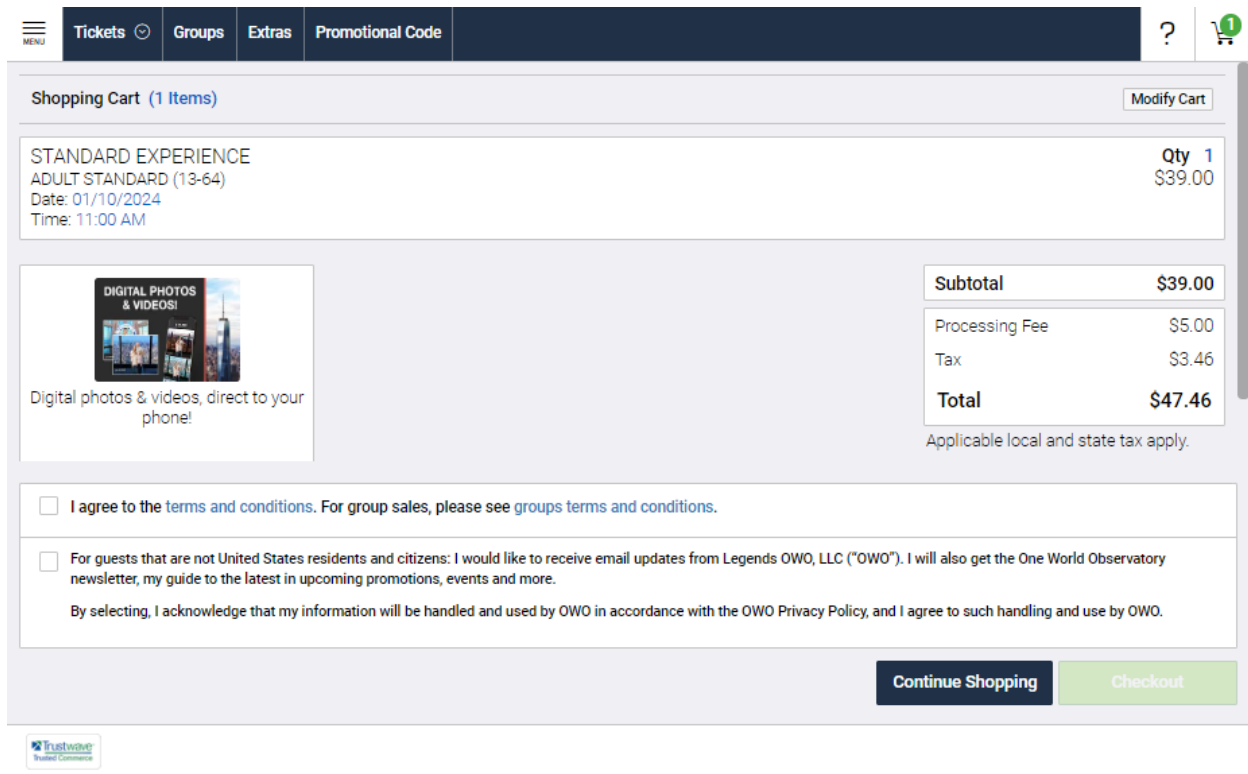 MENU
Tickets
Groups
Extras
Promotional Code
?
1
Shopping Cart (1 Items)
Modify Cart
STANDARD EXPERIENCE
Qty 1
ADULT STANDARD (13-64)
$39.00
Date: 01/10/2024
Time: 11:00 AM
DIGITAL PHOTOS
& VIDEOS!
Digital photos & videos, direct to your
phone!
Subtotal $39.00
Processing Fee $5.00
Tax $3.46
Total $47.46
Applicable local and state tax apply.
I agree to the terms and conditions. For group sales, please see groups terms and conditions.
For guests that are not United States residents and citizens: I would like to receive email updates from Legends OWO, LLC ("OWO"). I will also get the One World Observatory
newsletter, my guide to the latest in upcoming promotions, events and more.
By selecting, I acknowledge that my information will be handled and used by OWO in accordance with the OWO Privacy Policy, and I agree to such handling and use by OWO.
Continue Shopping
Checkout
Trustwave
Trusted Commerce